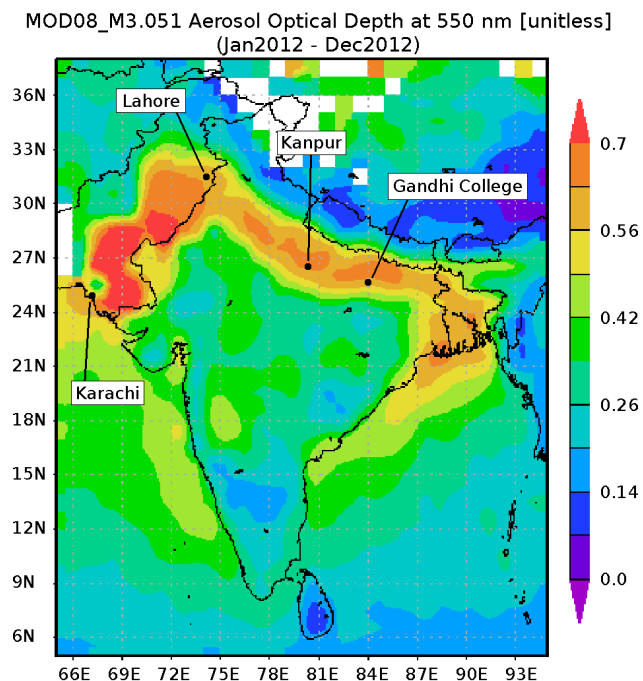 MOD08_M3.051 Aerosol Optical Depth at 550 nm [unitless]
(Jan2012 - Dec2012)
36N
33N
30N
27N
24N
21N
18N
15N
12N
9N
6N
Lahore
Kanpur
Gandhi College
Karachi
0.7
0.56
0.42
0.26
0.14
0.0
66E 69E 72E 75E 78E 81E 84E 87E 90E 93E